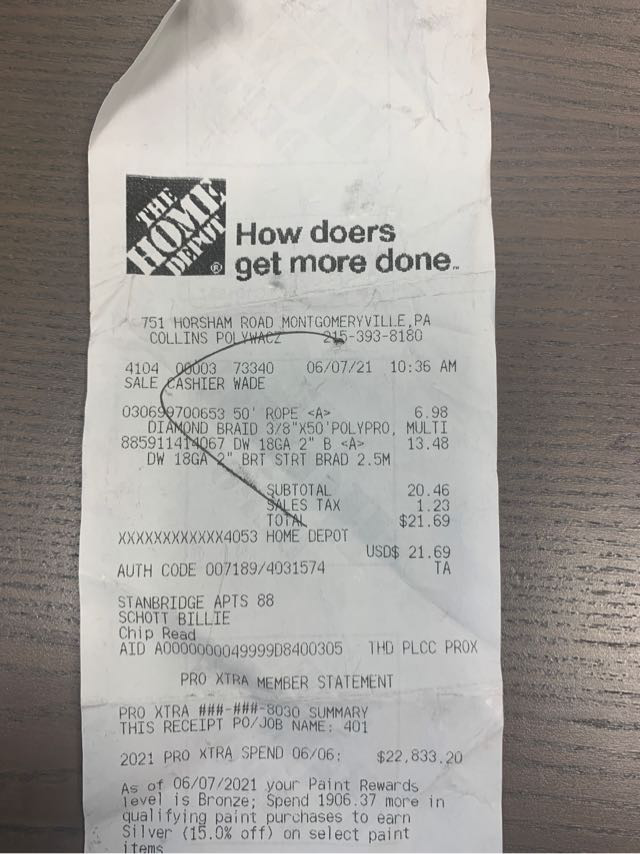 THE
HOME
DEPOT
®
How doers
get more done™
751 HORSHAM ROAD MONTGOMERYVILLE,PA
COLLINS POLYWACZ 215-393-8180
4104 00003 73340 06/07/21 10:36 AM
SALE CASHIER WADE
030699700653 50' ROPE <A> 6.98
DIAMOND BRAID 3/8"X50'POLYPRO, MULTI
885911414067 DW 18GA 2" B <A> 13.48
DW 18GA 2" BRT STRT BRAD 2.5M
SUBTOTAL 20.46
SALES TAX 1.23
TOTAL $21.69
XXXXXXXXXXXX4053 HOME DEPOT
USD$ 21.69
AUTH CODE 007189/4031574 TA
STANBRIDGE APTS 88
SCHOTT BILLIE
Chip Read
AID A0000000049999D8400305 THD PLCC PROX
PRO XTRA MEMBER STATEMENT
PRO XTRA ###-###-8030 SUMMARY
THIS RECEIPT PO/JOB NAME: 401
2021 PRO XTRA SPEND 06/06: $22,833.20
As of 06/07/2021 your Paint Rewards
level is Bronze; Spend 1906.37 more in
qualifying paint purchases to earn
Silver (15.0% off) on select paint
items